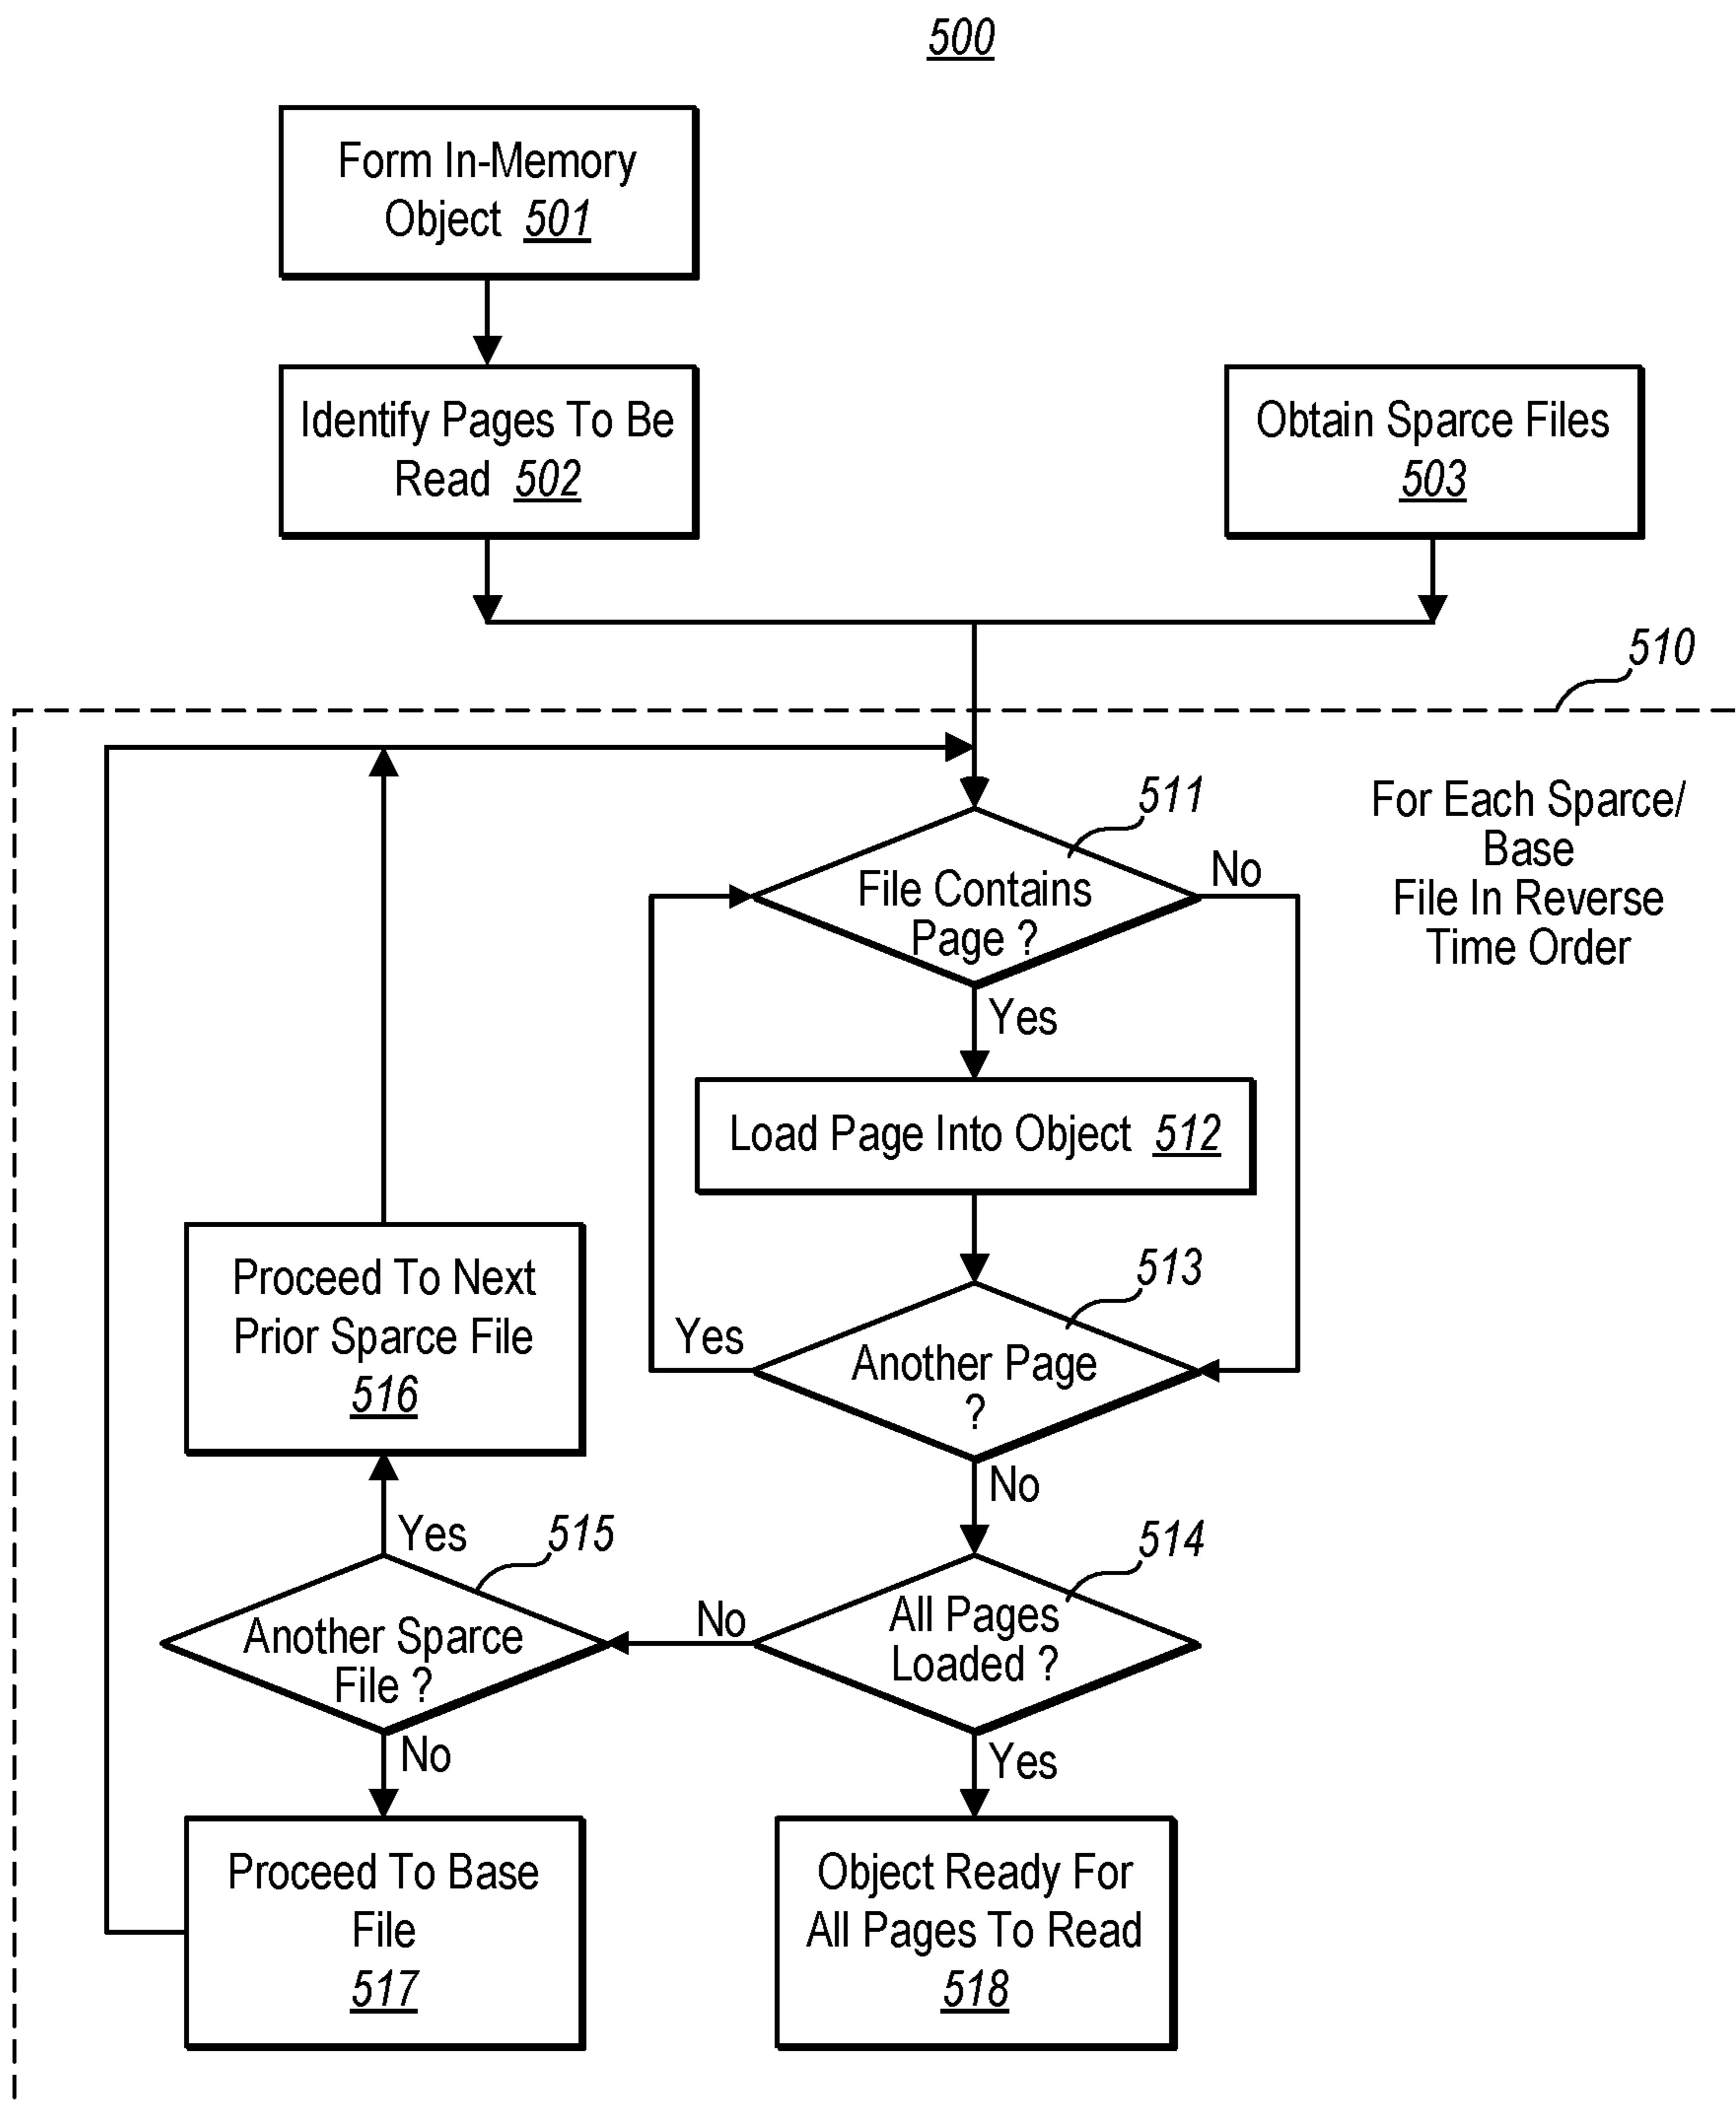 500
Form In-Memory
Object 501
Identify Pages To Be
Read 502
Obtain Sparce Files
503
510
For Each Sparce/
Base
File In Reverse
Time Order
511
File Contains
Page ?
No
Yes
Load Page Into Object 512
513
Another Page
?
Yes
No
514
All Pages
Loaded ?
No
Yes
515
Another Sparce
File ?
Yes
No
Proceed To Next
Prior Sparce File
516
Proceed To Base
File
517
Object Ready For
All Pages To Read
518